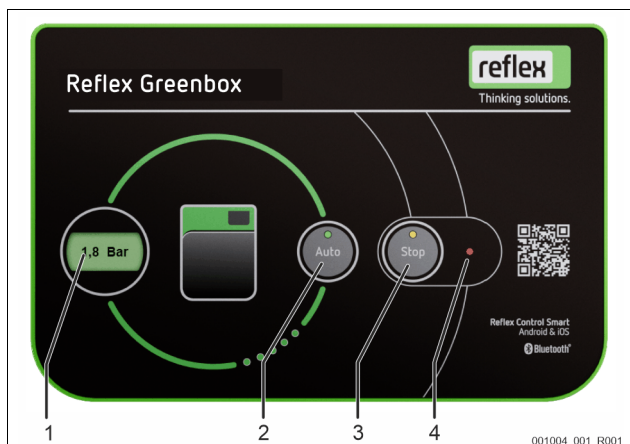 reflex
Thinking solutions.
Reflex Greenbox
1,8 Bar
Auto
Stop
Reflex Control Smart
Android & iOS
Bluetooth®
1
2
3
4
001004_001_R001